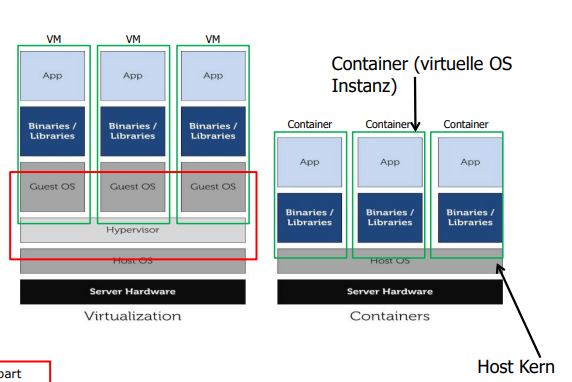 VM VM VM
App App App
Binaries / Libraries Binaries / Libraries Binaries / Libraries
Guest OS Guest OS Guest OS
Hypervisor
Host OS
Server Hardware
Virtualization
Container (virtuelle OS
Instanz)
Container Container Container
App App App
Binaries / Libraries Binaries / Libraries Binaries / Libraries
Host OS
Server Hardware
Containers
Host Kern
part